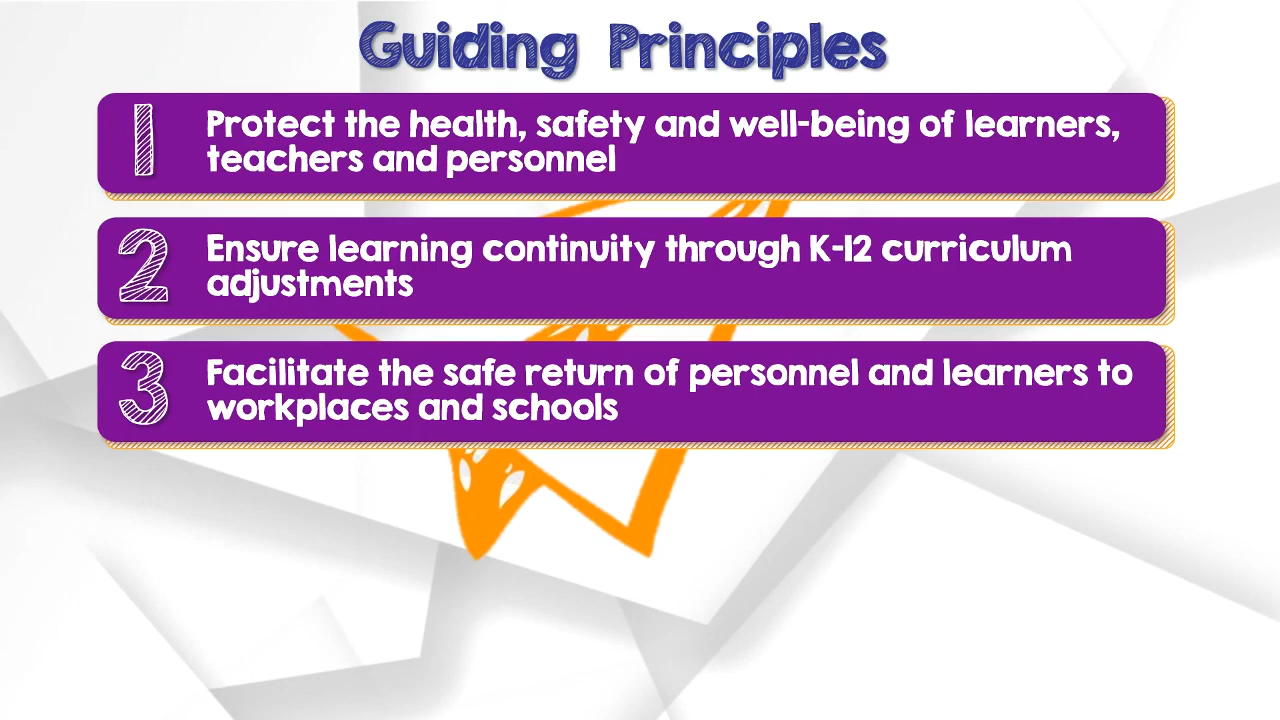 Guiding Principles
1
Protect the health, safety and well-being of learners,
teachers and personnel
2
Ensure learning continuity through K-12 curriculum
adjustments
3
Facilitate the safe return of personnel and learners to
workplaces and schools